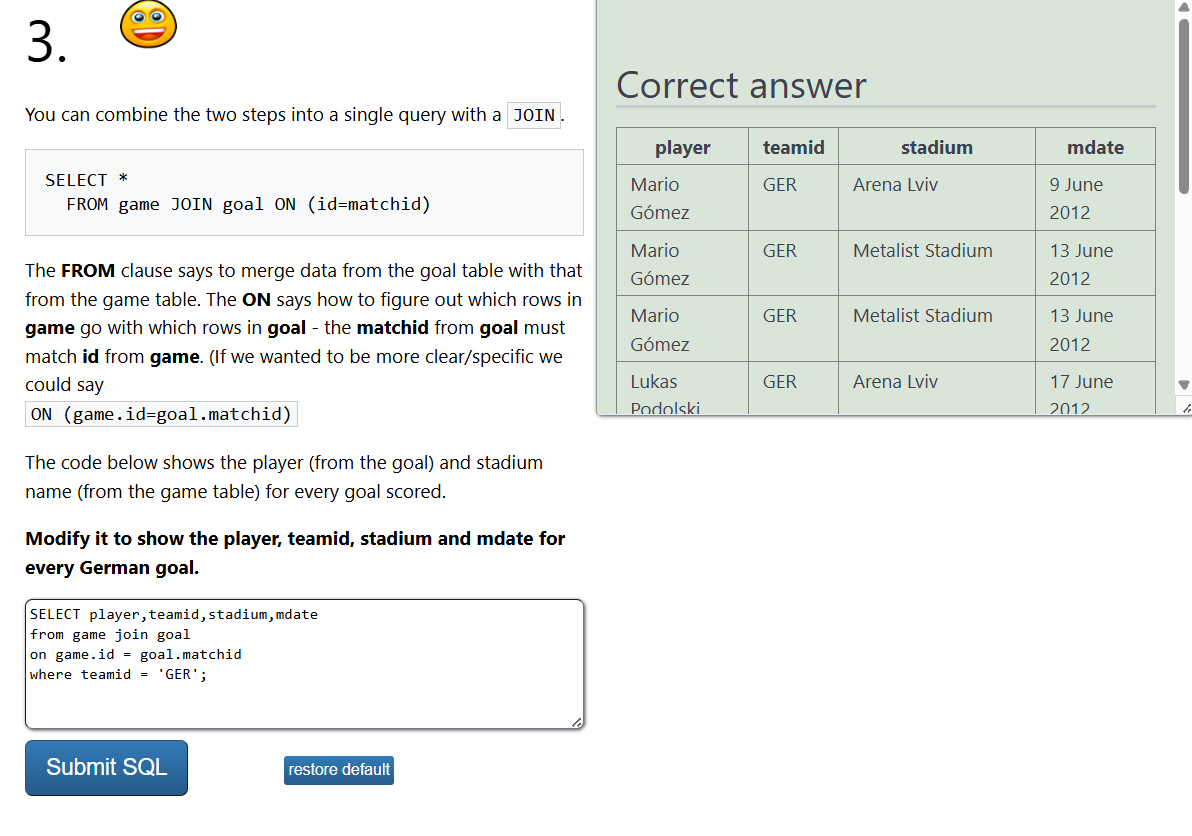 3.
You can combine the two steps into a single query with a JOIN.
SELECT *
FROM game JOIN goal ON (id=matchid)
The FROM clause says to merge data from the goal table with that
from the game table. The ON says how to figure out which rows in
game go with which rows in goal - the matchid from goal must
match id from game. (If we wanted to be more clear/specific we
could say
ON (game.id=goal.matchid)
The code below shows the player (from the goal) and stadium
name (from the game table) for every goal scored.
Modify it to show the player, teamid, stadium and mdate for
every German goal.
SELECT player,teamid,stadium,mdate
from game join goal
on game.id = goal.matchid
where teamid = 'GER';
Submit SQL
restore default
Correct answer
player teamid stadium mdate
Mario GER Arena Lviv 9 June
Gómez 2012
Mario GER Metalist Stadium 13 June
Gómez 2012
Mario GER Metalist Stadium 13 June
Gómez 2012
Lukas GER Arena Lviv 17 June
Podolski 2012